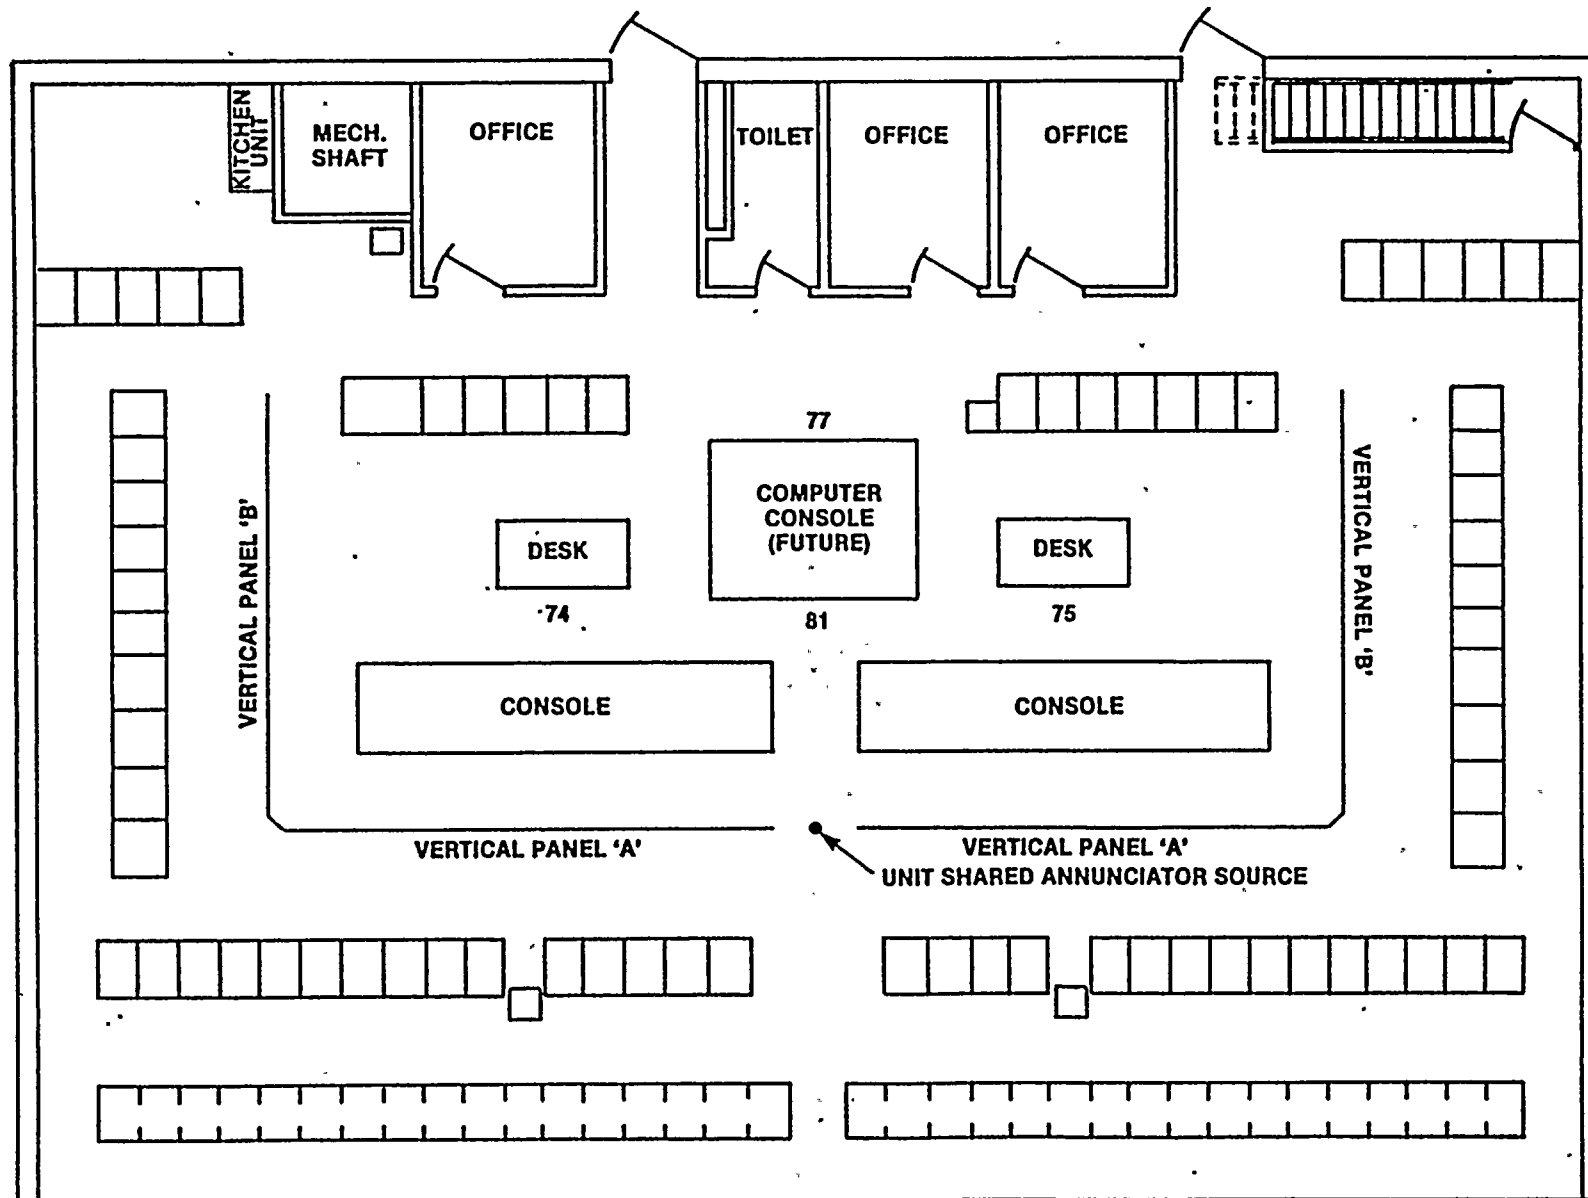 KITCHEN
UNIT
MECH.
SHAFT
OFFICE
TOILET
OFFICE
OFFICE
77
COMPUTER
CONSOLE
(FUTURE)
DESK
DESK
74
81
75
VERTICAL PANEL 'B'
VERTICAL PANEL 'B'
CONSOLE
CONSOLE
VERTICAL PANEL 'A'
VERTICAL PANEL 'A'
UNIT SHARED ANNUNCIATOR SOURCE